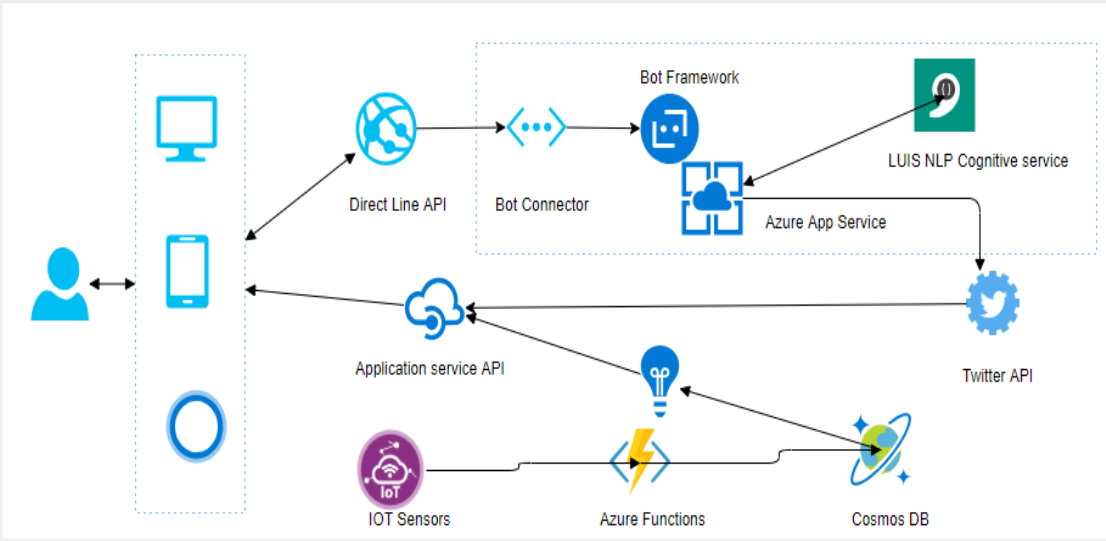 Bot Framework
LUIS NLP Cognitive service
Direct Line API
Bot Connector
Azure App Service
Application service API
Twitter API
IoT
IOT Sensors
Azure Functions
Cosmos DB